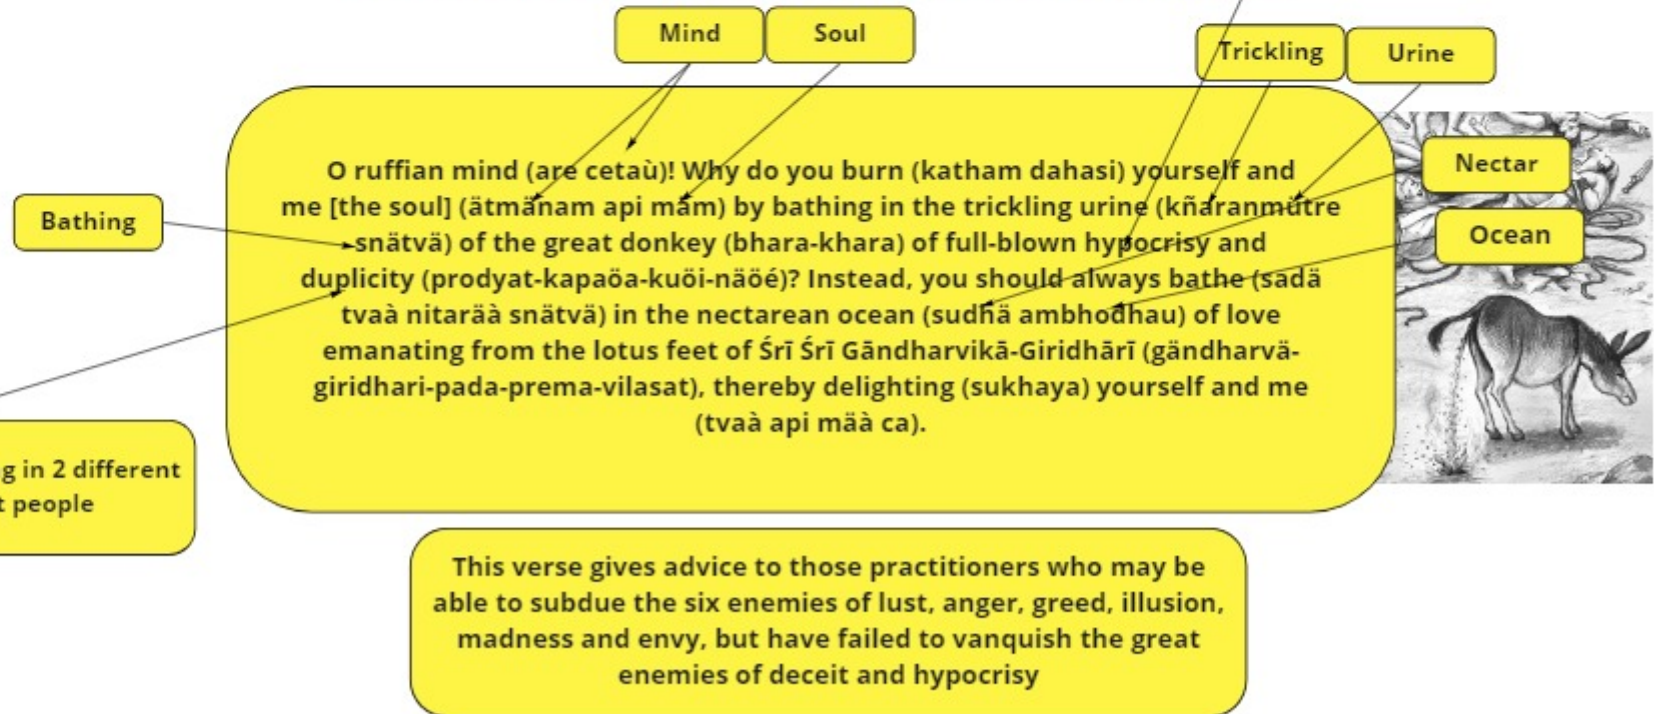 Mind
Soul
Trickling
Urine
Bathing
Nectar
Ocean
O ruffian mind (are cetaù)! Why do you burn (katham dahasi) yourself and
me [the soul] (ätmänam api mäm) by bathing in the trickling urine (kñaranmütre
snätvä) of the great donkey (bhara-khara) of full-blown hypocrisy and
duplicity (prodyat-kapaöa-kuöi-näöé)? Instead, you should always bathe (sadä
tvaà nitaräà snätvä) in the nectarean ocean (sudhä ambhodhau) of love
emanating from the lotus feet of Śrī Śrī Gāndharvikā-Giridhārī (gändharvä-
giridhari-pada-prema-vilasat), thereby delighting (sukhaya) yourself and me
(tvaà api mäà ca).
g in 2 different
t people
This verse gives advice to those practitioners who may be
able to subdue the six enemies of lust, anger, greed, illusion,
madness and envy, but have failed to vanquish the great
enemies of deceit and hypocrisy